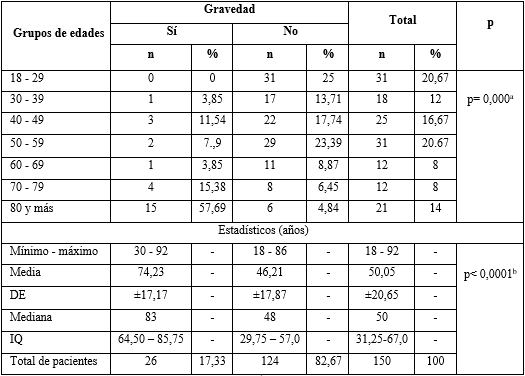 Grupos de edades Gravedad Total p
Sí No
n % n % n %
18 - 29 0 0 31 25 31 20,67 p= 0,000ª
30 - 39 1 3,85 17 13,71 18 12
40 - 49 3 11,54 22 17,74 25 16,67
50 - 59 2 7.,9 29 23,39 31 20.67
60 - 69 1 3,85 11 8,87 12 8
70 - 79 4 15,38 8 6,45 12 8
80 y más 15 57,69 6 4,84 21 14
Estadísticos (años)
Mínimo - máximo 30 - 92 - 18 - 86 - 18 - 92 - p< 0,0001ᵇ
Media 74,23 - 46,21 - 50,05 -
DE ±17,17 - ±17,87 - ±20,65 -
Mediana 83 - 48 - 50 -
IQ 64,50 – 85,75 - 29,75 – 57,0 - 31,25-67,0 -
Total de pacientes 26 17,33 124 82,67 150 100